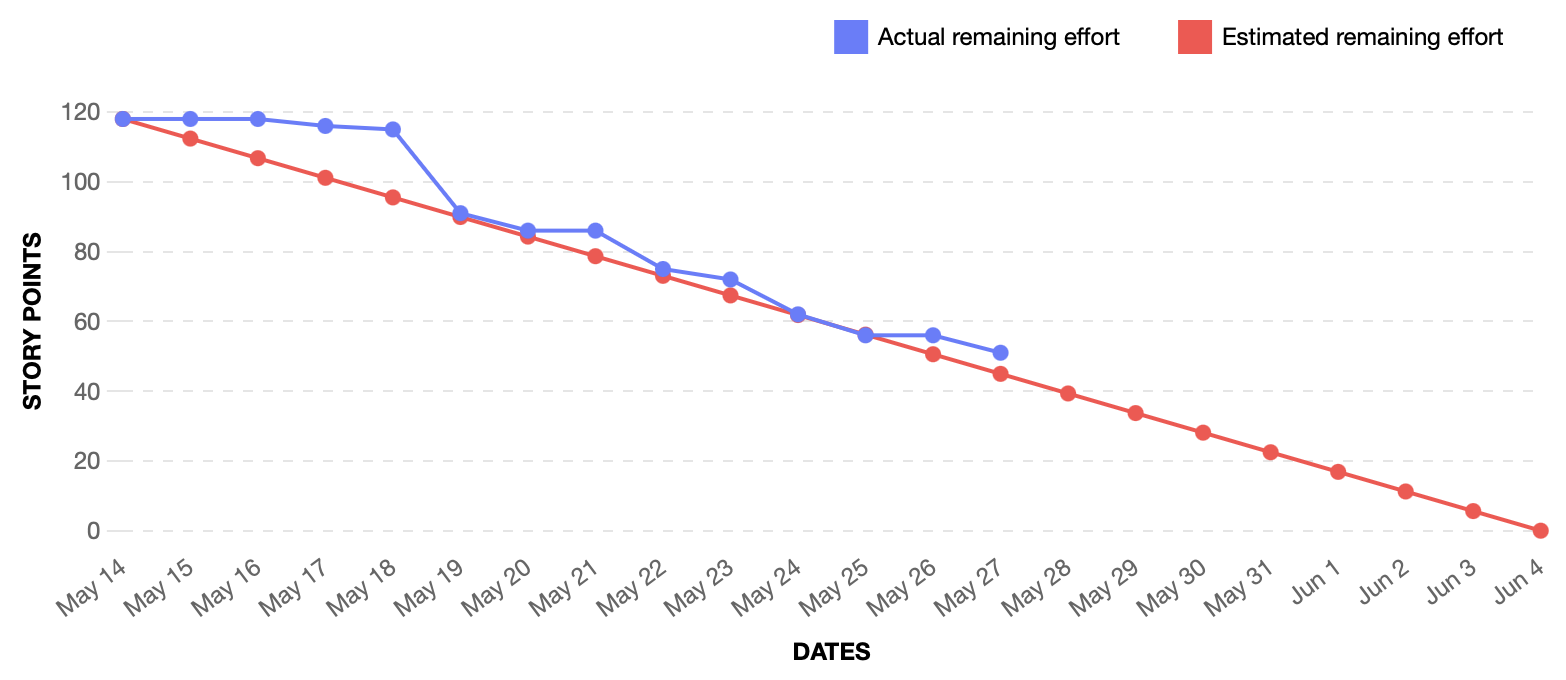 Actual remaining effort
Estimated remaining effort
120
100
80
60
40
20
0
STORY POINTS
May 14
May 15
May 16
May 17
May 18
May 19
May 20
May 21
May 22
May 23
May 24
May 25
May 26
May 27
May 28
May 29
May 30
May 31
Jun 1
Jun 2
Jun 3
Jun 4
DATES